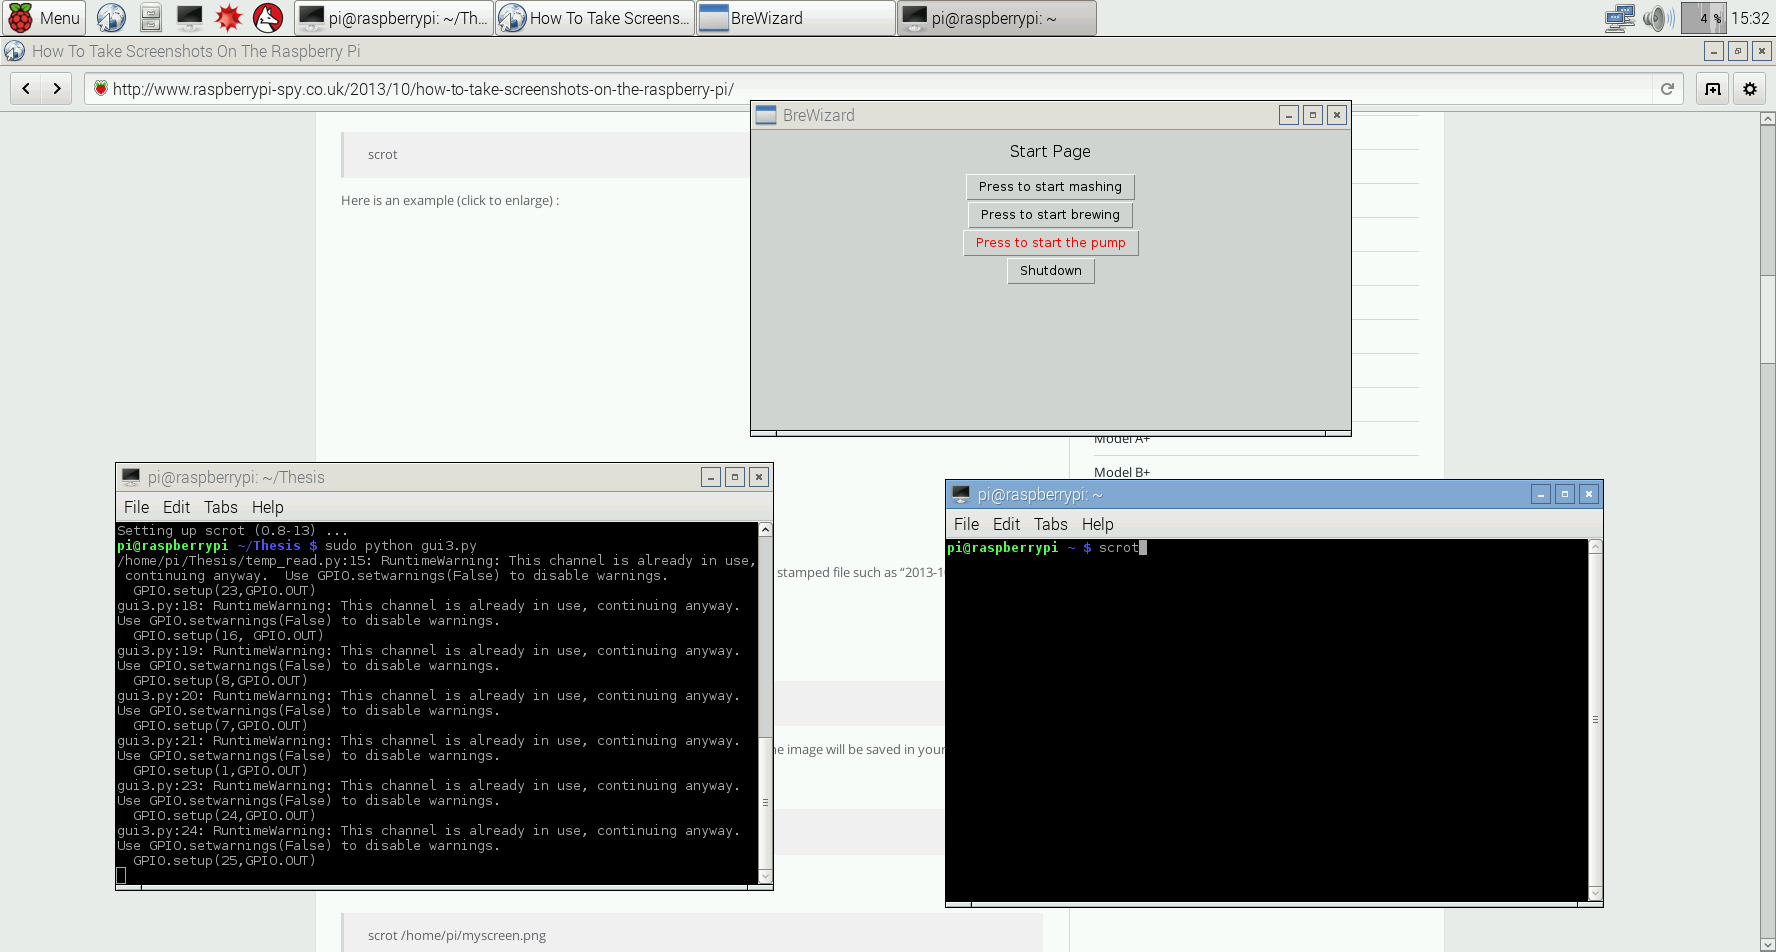 Menu
pi@raspberrypi: ~/Th...
How To Take Screens...
BreWizard
pi@raspberrypi: ~
4 %
15:32
How To Take Screenshots On The Raspberry Pi
http://www.raspberrypi-spy.co.uk/2013/10/how-to-take-screenshots-on-the-raspberry-pi/
scrot
Here is an example (click to enlarge) :
BreWizard
Start Page
Press to start mashing
Press to start brewing
Press to start the pump
Shutdown
Model A+
Model B+
pi@raspberrypi: ~/Thesis
File Edit Tabs Help
Setting up scrot (0.8-13) ...
pi@raspberrypi ~/Thesis $ sudo python gui3.py
/home/pi/Thesis/temp_read.py:15: RuntimeWarning: This channel is already in use,
continuing anyway.  Use GPIO.setwarnings(False) to disable warnings.
GPIO.setup(23,GPIO.OUT)
gui3.py:18: RuntimeWarning: This channel is already in use, continuing anyway.
Use GPIO.setwarnings(False) to disable warnings.
GPIO.setup(16, GPIO.OUT)
gui3.py:19: RuntimeWarning: This channel is already in use, continuing anyway.
Use GPIO.setwarnings(False) to disable warnings.
GPIO.setup(8,GPIO.OUT)
gui3.py:20: RuntimeWarning: This channel is already in use, continuing anyway.
Use GPIO.setwarnings(False) to disable warnings.
GPIO.setup(7,GPIO.OUT)
gui3.py:21: RuntimeWarning: This channel is already in use, continuing anyway.
Use GPIO.setwarnings(False) to disable warnings.
GPIO.setup(1,GPIO.OUT)
gui3.py:23: RuntimeWarning: This channel is already in use, continuing anyway.
Use GPIO.setwarnings(False) to disable warnings.
GPIO.setup(24,GPIO.OUT)
gui3.py:24: RuntimeWarning: This channel is already in use, continuing anyway.
Use GPIO.setwarnings(False) to disable warnings.
GPIO.setup(25,GPIO.OUT)
stamped file such as “2013-10
he image will be saved in your
pi@raspberrypi: ~
File Edit Tabs Help
pi@raspberrypi ~ $ scrot
scrot /home/pi/myscreen.png